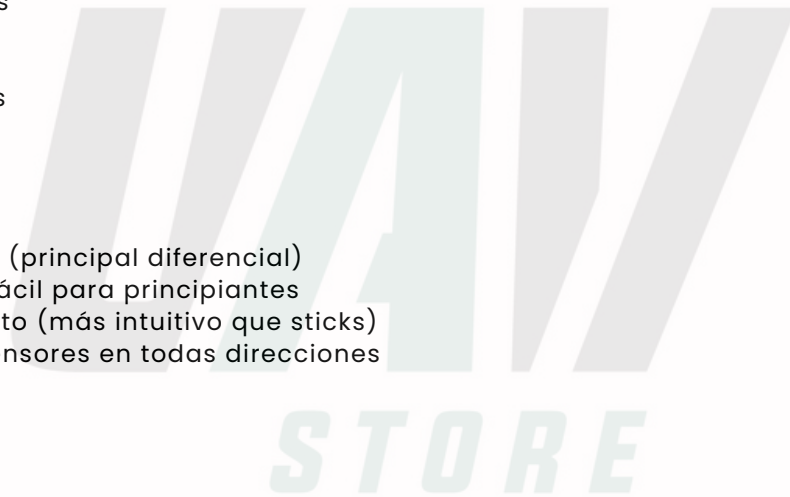 s
s
(principal diferencial)
ácil para principiantes
to (más intuitivo que sticks)
nsores en todas direcciones
UAV
STORE